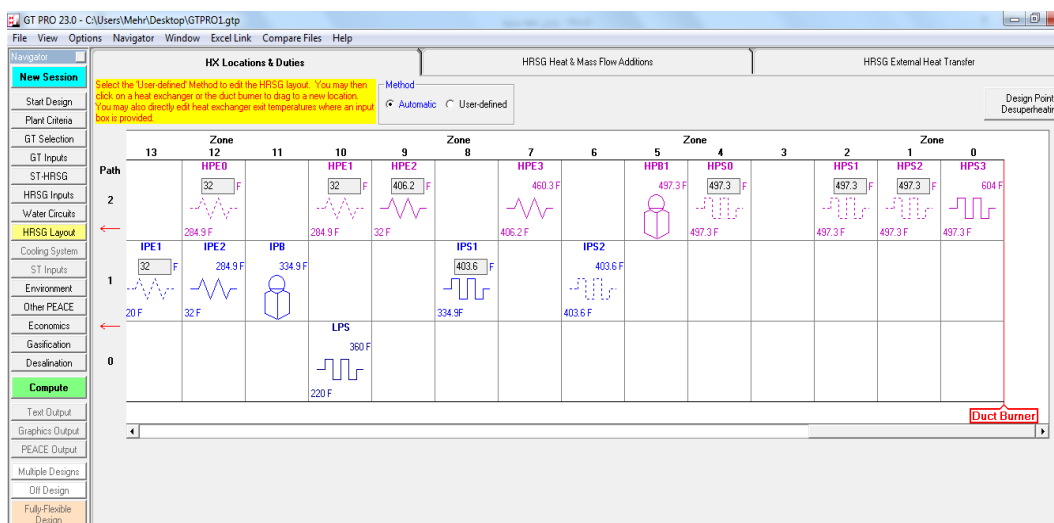 GT PRO 23.0 - C:\Users\Mehr\Desktop\GTPRO1.gtp
File View Options Navigator Window Excel Link Compare Files Help
Navigator
New Session
Start Design
Plant Criteria
GT Selection
GT Inputs
ST-HRSG
HRSG Inputs
Water Circuits
HRSG Layout
Cooling System
ST Inputs
Environment
Other PEACE
Economics
Gasification
Desalination
Compute
Text Output
Graphics Output
PEACE Output
Multiple Designs
Off Design
Fully-Flexible
Design
HX Locations & Duties
HRSG Heat & Mass Flow Additions
HRSG External Heat Transfer
Select the 'User-defined' Method to edit the HRSG layout. You may then
click on a heat exchanger or the duct burner to drag to a new location.
You may also directly edit heat exchanger exit temperatures where an input
box is provided.
Method
Automatic User-defined
Design Point
Desuperheatin
Zone Zone Zone Zone
13 12 11 10 9 8 7 6 5 4 3 2 1 0
Path
2
HPE0 HPE1 HPE2 HPE3 HPB1 HPS0 HPS1 HPS2 HPS3
32 F 32 F 406.2 F 460.3 F 497.3 F 497.3 F 497.3 F 497.3 F 604 F
284.9 F 284.9 F 32 F 406.2 F 497.3 F 497.3 F 497.3 F 497.3 F
1
IPE1 IPE2 IPB IPS1 IPS2
32 F 284.9 F 334.9 F 403.6 F 403.6 F
20 F 32 F 334.9F 403.6 F
0
LPS
360 F
220 F
Duct Burner